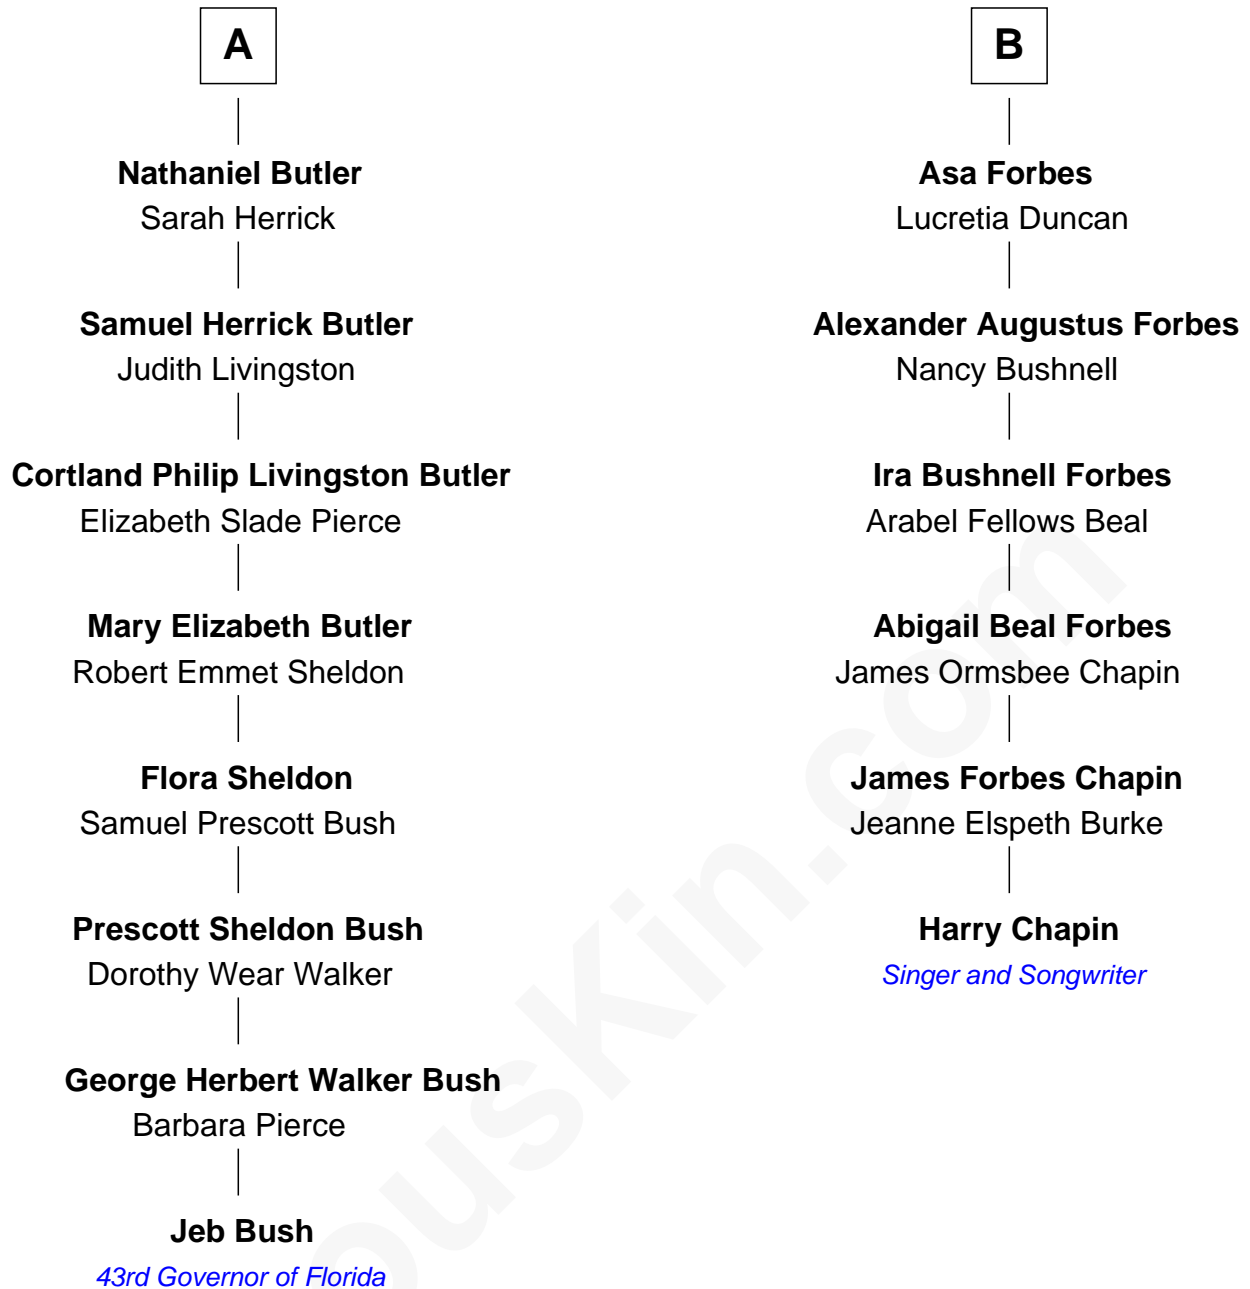 A
Nathaniel Butler
Sarah Herrick
Samuel Herrick Butler
Judith Livingston
Cortland Philip Livingston Butler
Elizabeth Slade Pierce
Mary Elizabeth Butler
Robert Emmet Sheldon
Flora Sheldon
Samuel Prescott Bush
Prescott Sheldon Bush
Dorothy Wear Walker
George Herbert Walker Bush
Barbara Pierce
Jeb Bush
43rd Governor of Florida
B
Asa Forbes
Lucretia Duncan
Alexander Augustus Forbes
Nancy Bushnell
Ira Bushnell Forbes
Arabel Fellows Beal
Abigail Beal Forbes
James Ormsbee Chapin
James Forbes Chapin
Jeanne Elspeth Burke
Harry Chapin
Singer and Songwriter
ousKin.com